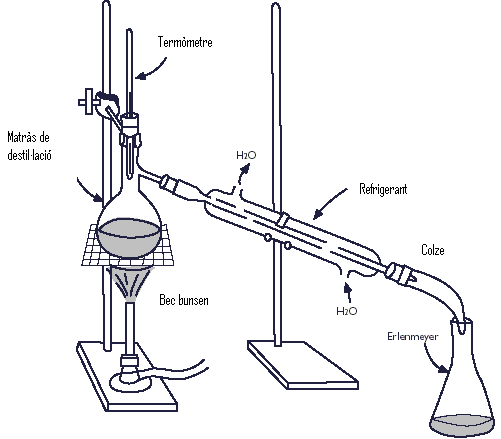 Termòmetre
Matràs de
destil·lació
H2O
Refrigerant
Colze
Bec bunsen
H2O
Erlenmeyer